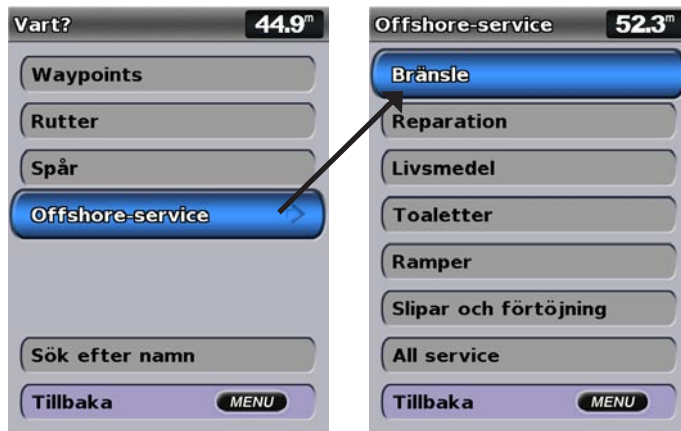 Vart? 44.9m
Waypoints
Rutter
Spår
Offshore-service
Sök efter namn
Tillbaka MENU
Offshore-service 52.3m
Bränsle
Reparation
Livsmedel
Toaletter
Ramper
Slipar och förtöjning
All service
Tillbaka MENU